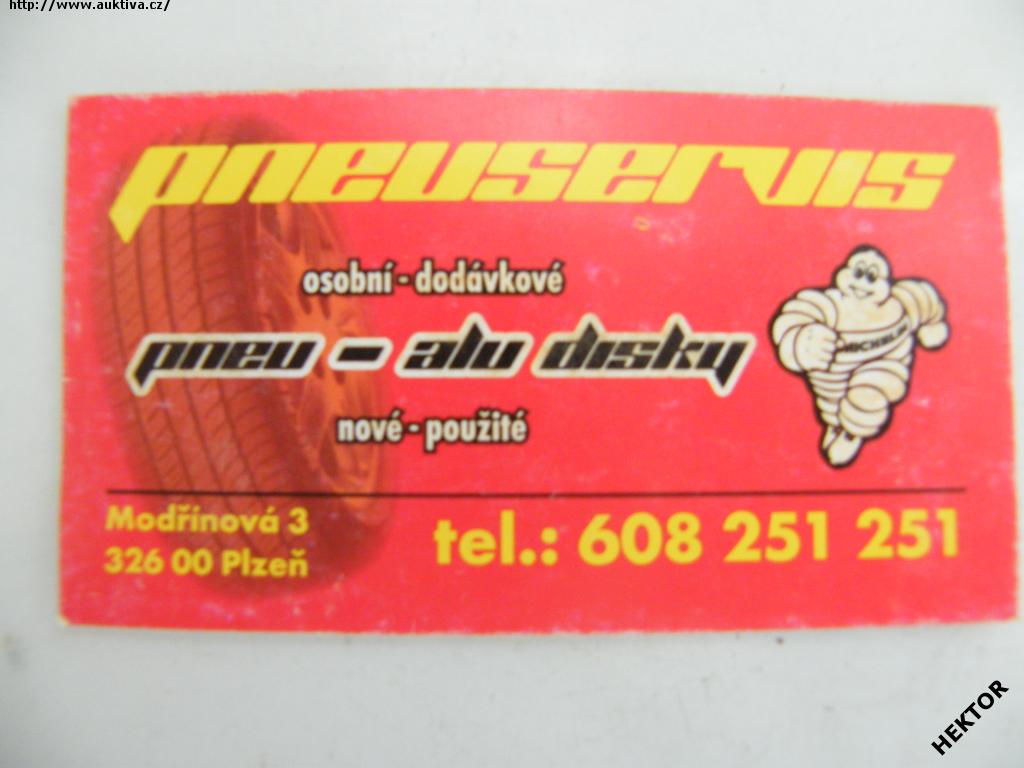 http://www.auktiva.cz/
pneuservis
osobní - dodávkové
pneu - alu disky
MICHELIN
nové - použité
Modřínová 3
326 00 Plzeň
tel.: 608 251 251
HEKTOR